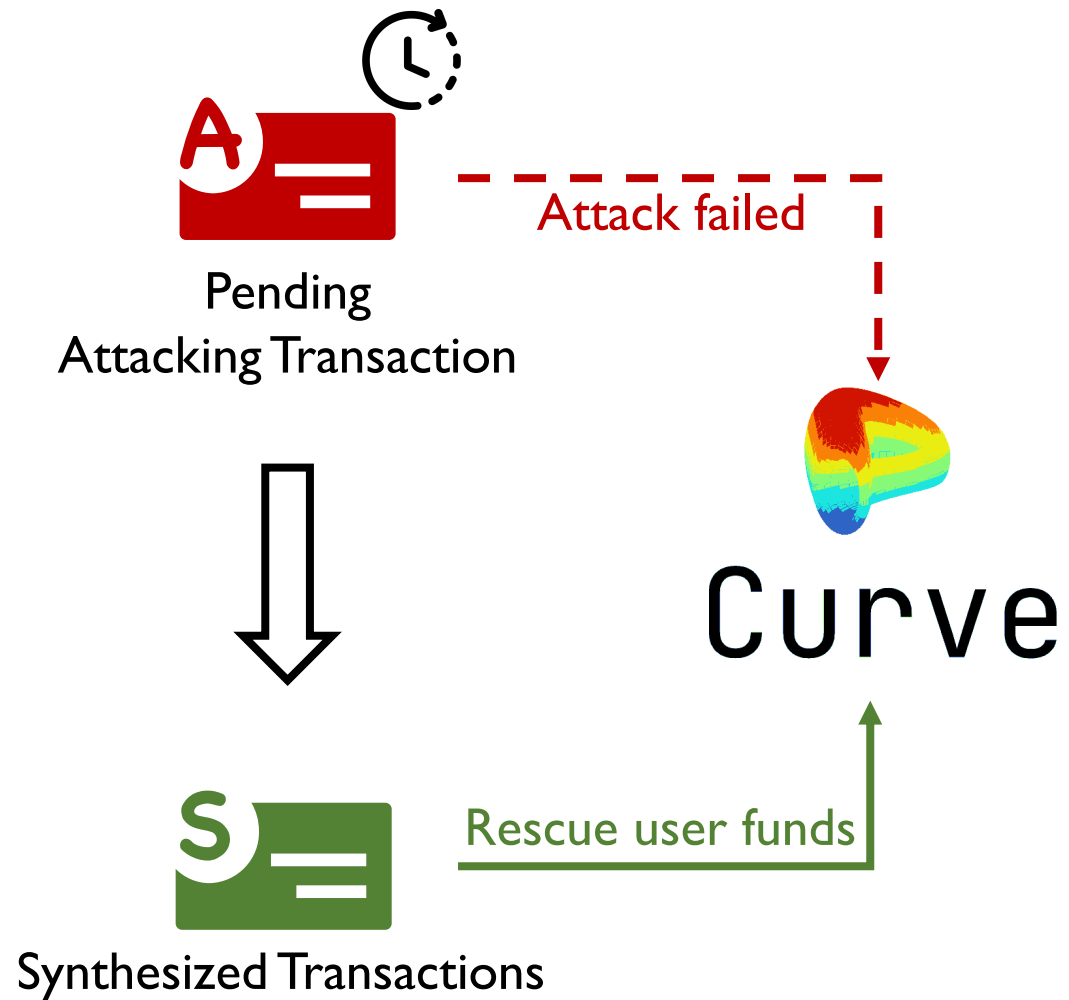 A
Attack failed
Pending
Attacking Transaction
Curve
S
Rescue user funds
Synthesized Transactions